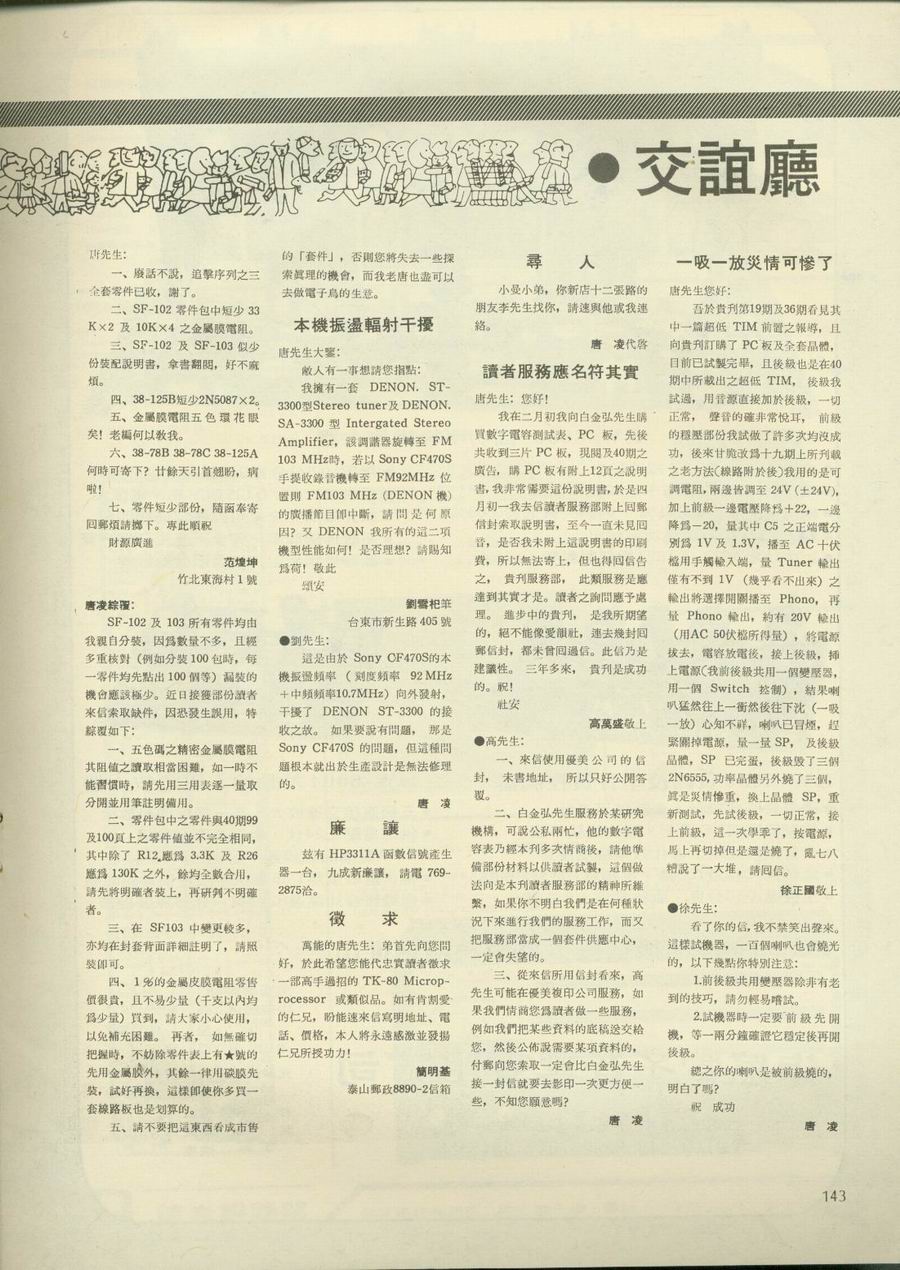 ●交誼廳
唐先生：
一、廢話不說，追擊序列之三
全套零件已收，謝了。
二、SF-102 零件包中短少 33
K×2 及 10K×4 之金屬膜電阻。
三、SF-102 及 SF-103 似少
份裝配說明書，拿書翻閱，好不麻
煩。
四、38-125B短少2N5087×2。
五、金屬膜電阻五色環花眼
矣！老編何以教我。
六、38-78B 38-78C 38-125A
何時可寄下？廿餘天引首翹盼，病
啦！
七、零件短少部份，隨函奉寄
回郵煩請擲下。專此順祝
財源廣進
范煌坤
竹北東海村 1 號
唐凌綜覆：
SF-102 及 103 所有零件均由
我親自分裝，因爲數量不多，且經
多重核對（例如分裝 100 包時，每
一零件均先點出 100 個等）漏裝的
機會應該極少。近日接獲部份讀者
來信索取缺件，因恐發生誤用，特
綜覆如下：
一、五色碼之精密金屬膜電阻
其阻值之讀取相當困難，如一時不
能習慣時，請先用三用表逐一量取
分開並用筆註明備用。
二、零件包中之零件與40期99
及100頁上之零件値並不完全相同，
其中除了 R12 應爲 3.3K 及 R26
應爲 130K 之外，餘均全數合用，
請先將明確者裝上，再研判不明確
者。
三、在 SF103 中變更較多，
亦均在封套背面詳細註明了，請照
裝卽可。
四、1％的金屬皮膜電阻零售
價很貴，且不易少量（千支以內均
爲少量）買到，請大家小心使用，
以免補充困難。 再者， 如無確切
把握時，不妨除零件表上有★號的
先用金屬膜外，其餘一律用碳膜先
裝，試好再換，這樣卽使你多買一
套線路板也是划算的。
五、請不要把這東西看成市售
的「套件」，否則您將失去一些探
索眞理的機會，而我老唐也盡可以
去做電子鳥的生意。
本機振盪輻射干擾
唐先生大鑒：
敝人有一事想請您指點：
我擁有一套 DENON. ST-
3300型Stereo tuner及 DENON.
SA-3300 型 Intergated Stereo
Amplifier，該調諧器旋轉至 FM
103 MHz時，若以 Sony CF470S
手提收錄音機轉至 FM92MHz 位
置則 FM103 MHz (DENON 機)
的廣播節目卽中斷，請問是何原
因？又 DENON 我所有的這二項
機型性能如何！是否理想？請賜知
爲荷！敬此
頌安
劉雲杞筆
台東市新生路 405 號
●劉先生：
這是由於 Sony CF470S的本
機振盪頻率（刻度頻率 92 MHz
＋中頻頻率10.7MHz）向外發射，
干擾了 DENON ST-3300 的接
收之故。 如果要說有問題， 那是
Sony CF470S 的問題，但這種問
題根本就出於生產設計是無法修理
的。
唐 凌
廉 讓
茲有 HP3311A 函數信號產生
器一台， 九成新廉讓， 請電 769-
2875洽。
徵 求
萬能的唐先生：弟首先向您問
好，於此希望您能代忠實讀者徵求
一部高手過招的 TK-80 Microp-
rocessor 或類似品。如有肯割愛
的仁兄，盼能速來信寫明地址、電
話、價格，本人將永遠感激並發揚
仁兄所授功力！
簡明基
泰山郵政8890-2信箱
尋 人
小曼小弟，你新店十二張路的
朋友李先生找你，請速與他或我連
絡。
唐 凌代啓
讀者服務應名符其實
唐先生：您好！
我在二月初我向白金弘先生購
買數字電容測試表、PC 板，先後
共收到三片 PC 板，現閱及40期之
廣告，購 PC 板有附上12頁之說明
書，我非常需要這份說明書，於是四
月初一我去信讀者服務部附上回郵
信封索取說明書，至今一直未見回
音，是否我未附上這說明書的印刷
費，所以無法寄上，但也得回信告
之， 貴刊服務部， 此類服務是應
達到其實才是。讀者之詢問應予處
理。 進步中的貴刊， 是我所期望
的，絕不能像愛韻社，連去幾封回
郵信封，都未曾回過信。此信乃是
建議性。 三年多來， 貴刊是成功
的。祝！
社安
高萬盛敬上
●高先生：
一、來信使用優美公司的信
封， 未書地址， 所以只好公開答
覆。
二、白金弘先生服務於某研究
機構，可說公私兩忙，他的數字電
容表乃經本刊多次情商後，請他準
備部份材料以供讀者試製，這個做
法向是本刊讀者服務部的精神所維
繫，如果你不明白我們是在何種狀
況下來進行我們的服務工作，而又
把服務部當成一個套件供應中心，
一定會失望的。
三、從來信所用信封看來，高
先生可能在優美複印公司服務，如
果我們情商您爲讀者做一些服務，
例如我們把某些資料的底稿送交給
您，然後公佈說需要某項資料的，
付郵向您索取一定會比白金弘先生
接一封信就要去影印一次更方便一
些，不知您願意嗎？
唐 凌
一吸一放災情可慘了
唐先生您好：
吾於貴刊第19期及36期看見其
中一篇超低 TIM 前置之報導，且
向貴刊訂購了 PC 板及全套晶體，
目前已試製完畢，且後級也是在40
期中所載出之超低 TIM， 後級我
試過，用音源直接加於後級，一切
正常， 聲音的確非常悅耳， 前級
的穩壓部份我試做了許多次均沒成
功，後來甘脆改爲十九期上所刋載
之老方法（線路附於後）我用的是可
調電阻，兩邊皆調至 24V (±24V)，
加上前級一邊電壓降爲＋22，一邊
降爲－20，量其中 C5 之正端電分
別爲 1V 及 1.3V，播至 AC 十伏
檔用手觸輸入端，量 Tuner 輸出
僅有不到 1V （幾乎看不出來）之
輸出將選擇開關播至 Phono，再
量 Phono 輸出，約有 20V 輸出
（用AC 50伏檔所得量），將電源
拔去，電容放電後，接上後級，揷
上電源（我前後級共用一個變壓器，
用一個 Switch 控制），結果喇
叭猛然往上一衝然後往下沈（一吸
一放）心知不祥，喇叭已冒煙，趕
緊關掉電源，量一量 SP， 及後級
晶體，SP 已完蛋，後級毀了三個
2N6555，功率晶體另外燒了三個，
眞是災情慘重，換上晶體 SP，重
新測試，先試後級，一切正常，接
上前級，這一次學乖了，按電源，
馬上再切掉但是還是燒了，亂七八
糟說了一大堆，請回信。
徐正國敬上
●徐先生：
看了你的信，我不禁笑出聲來。
這樣試機器，一百個喇叭也會燒光
的，以下幾點你特別注意：
1.前後級共用變壓器除非有老
到的技巧，請勿輕易嚐試。
2.試機器時一定要前級先開
機，等一兩分鐘確證它穩定後再開
後級。
總之你的喇叭是被前級燒的，
明白了嗎？
祝 成功
唐 凌
143